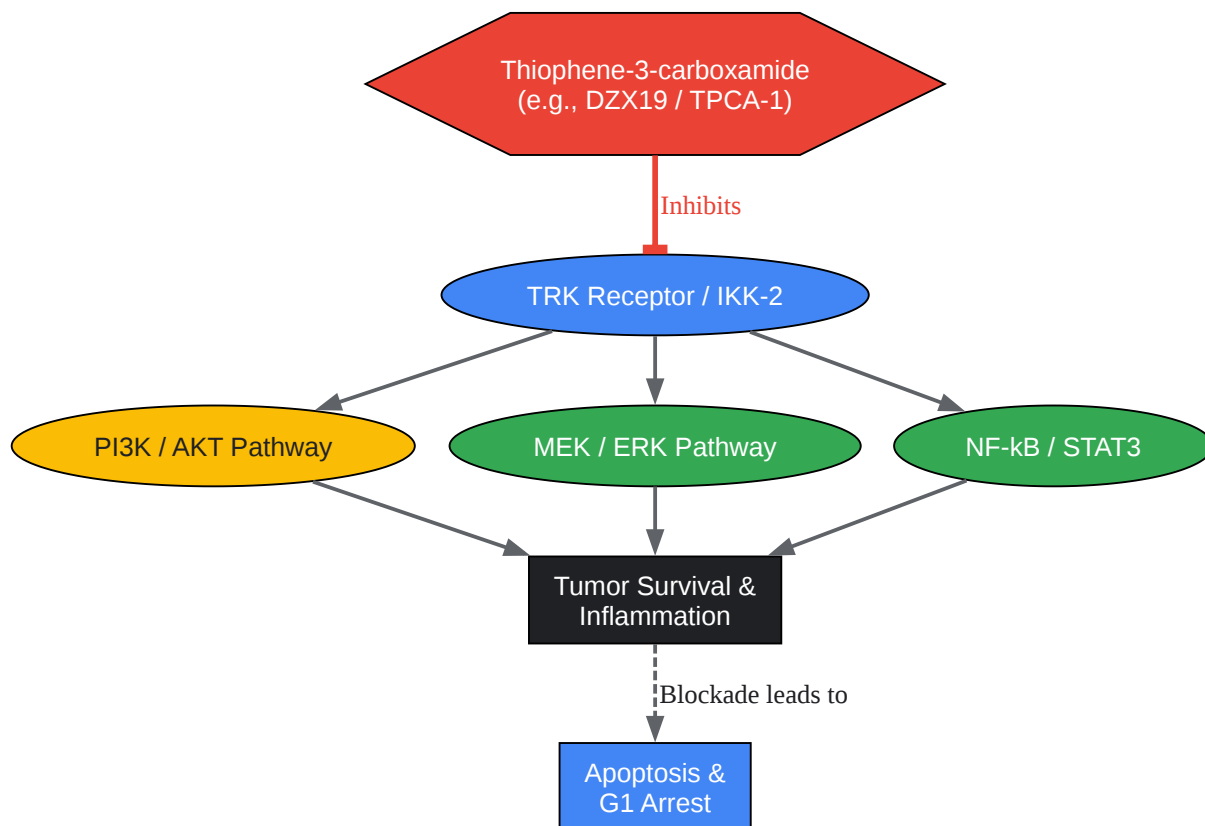 Thiophene-3-carboxamide
(e.g., DZX19 / TPCA-1)
Inhibits
TRK Receptor / IKK-2
PI3K / AKT Pathway
MEK / ERK Pathway
NF-kB / STAT3
Tumor Survival &
Inflammation
Blockade leads to
Apoptosis &
G1 Arrest